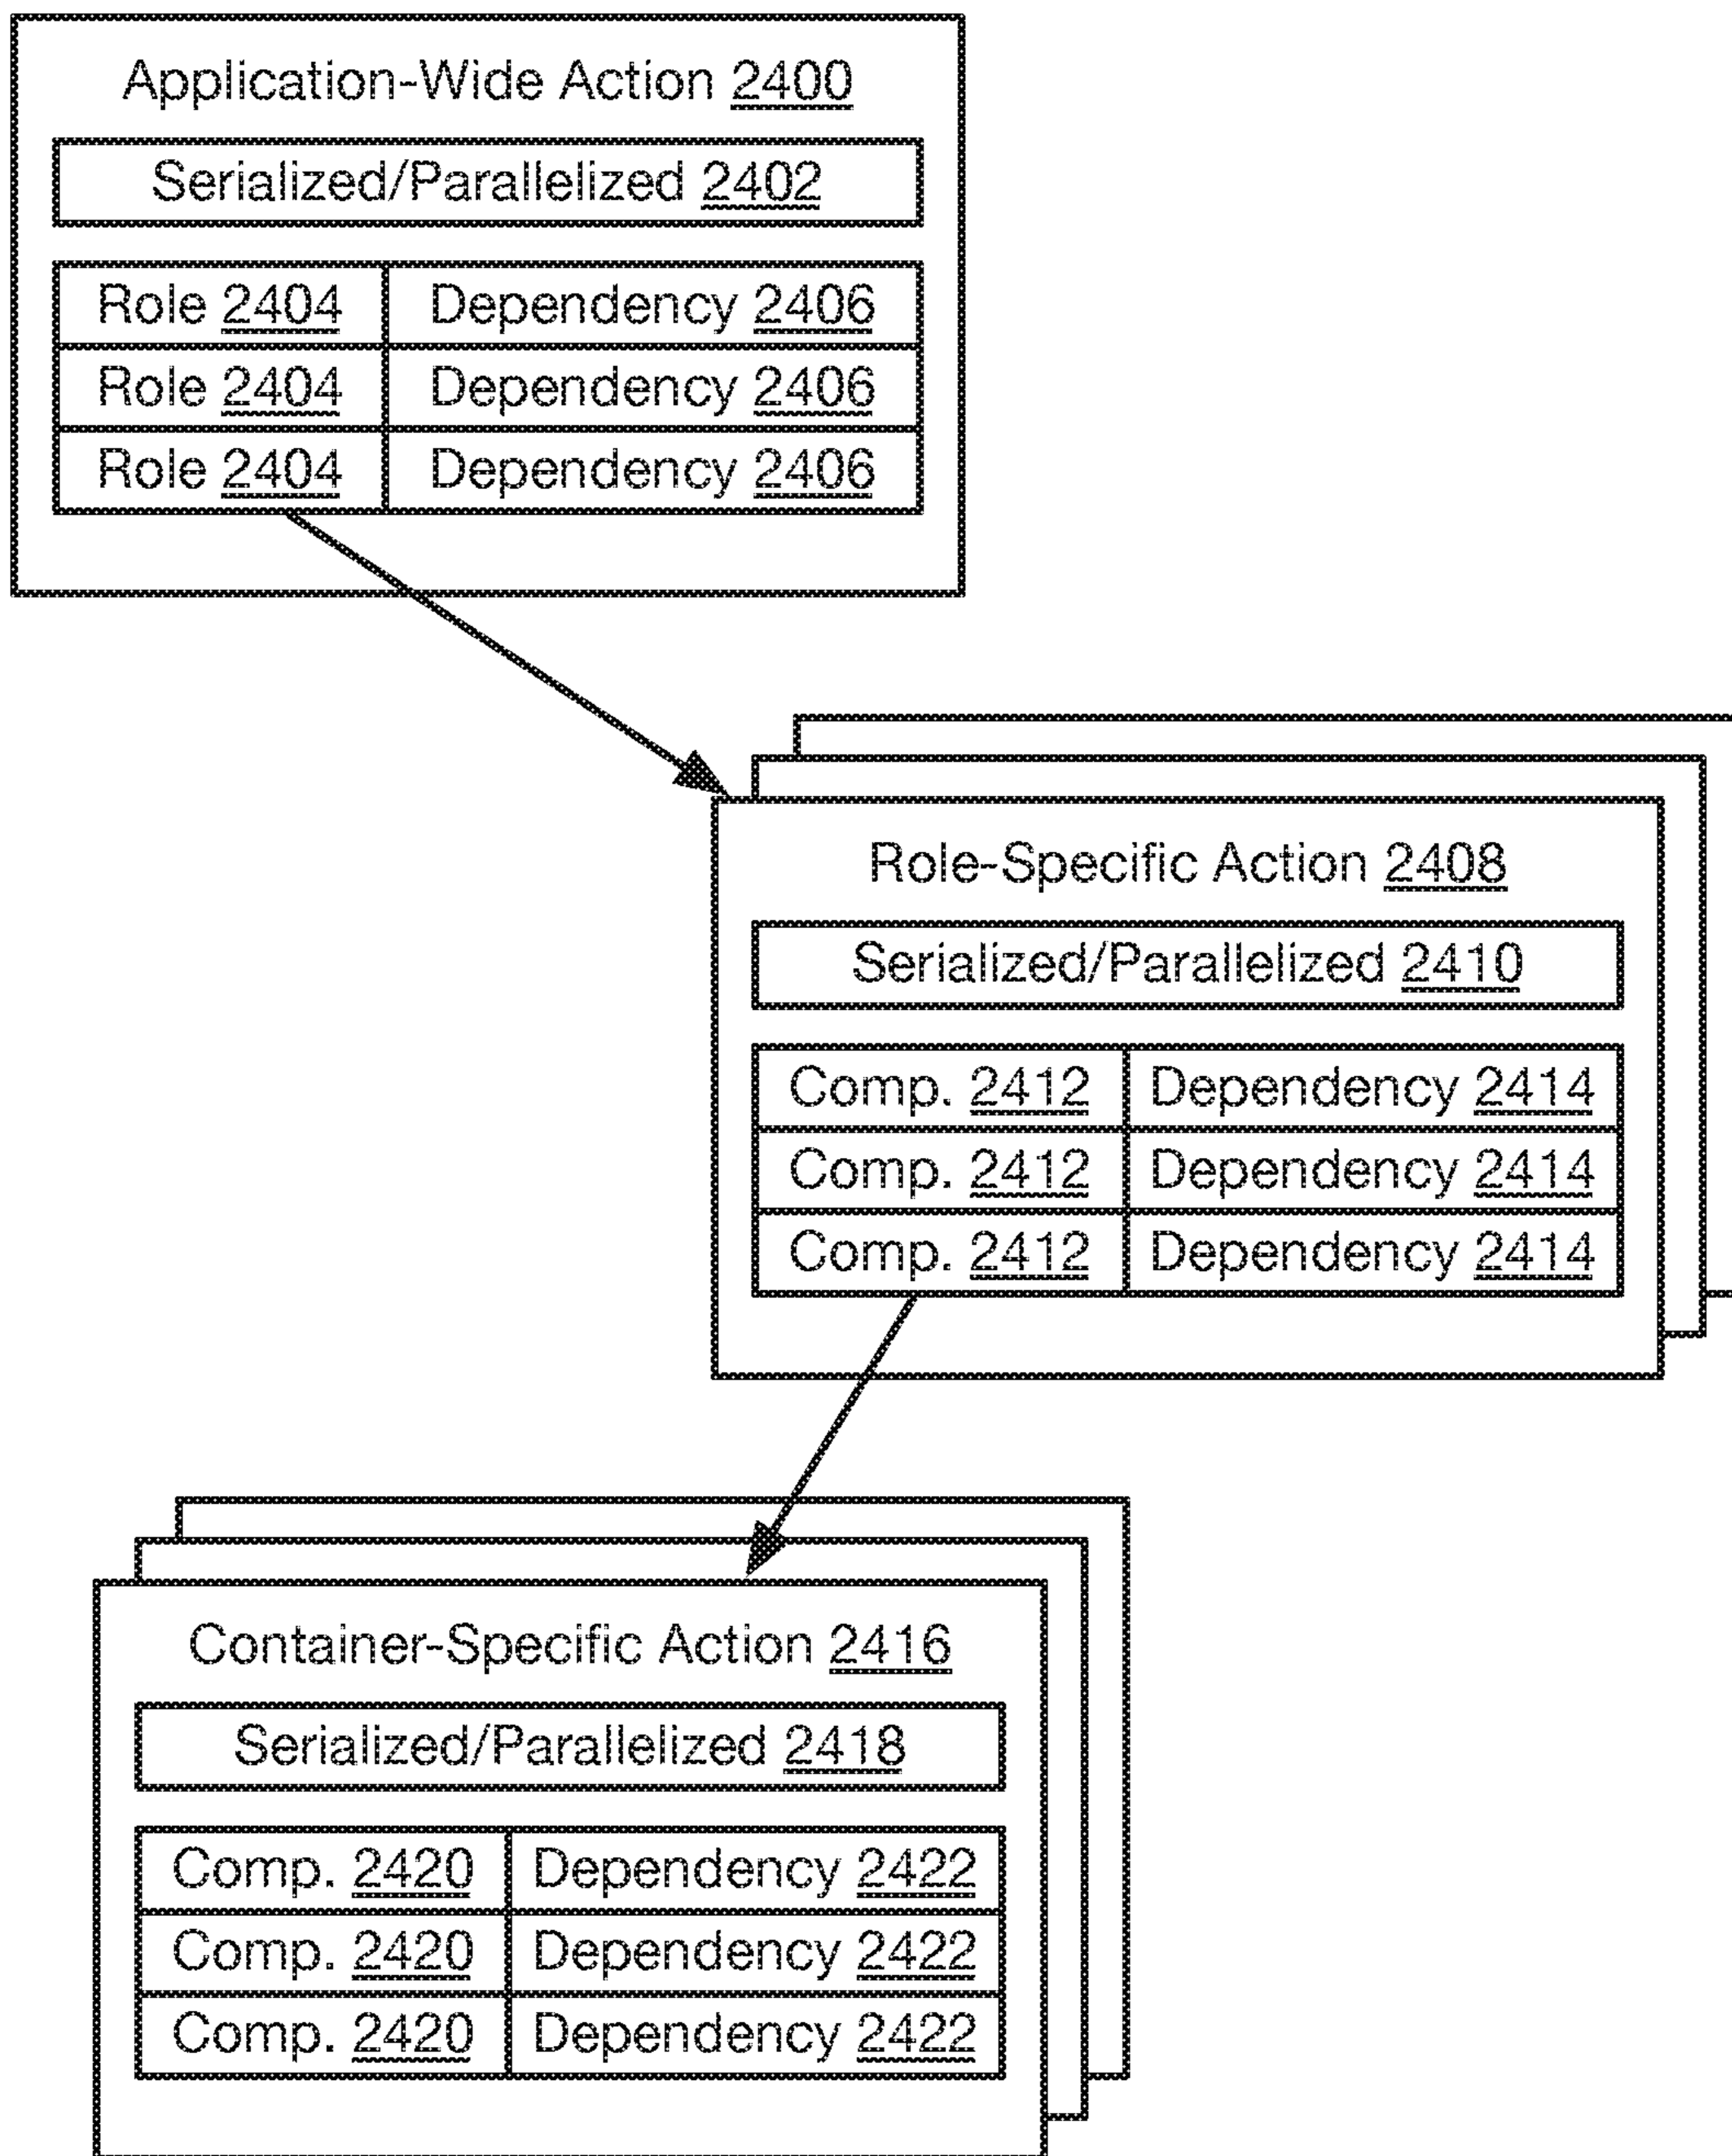 Application-Wide Action 2400
Serialized/Parallelized 2402
Role 2404 Dependency 2406
Role 2404 Dependency 2406
Role 2404 Dependency 2406
Role-Specific Action 2408
Serialized/Parallelized 2410
Comp. 2412 Dependency 2414
Comp. 2412 Dependency 2414
Comp. 2412 Dependency 2414
Container-Specific Action 2416
Serialized/Parallelized 2418
Comp. 2420 Dependency 2422
Comp. 2420 Dependency 2422
Comp. 2420 Dependency 2422